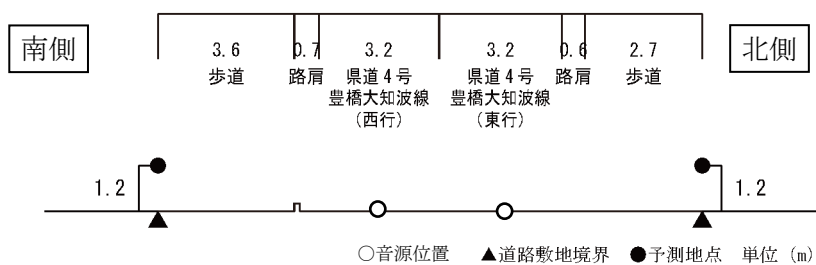 南側
北側
3.6 0.7 3.2 3.2 0.6 2.7
歩道 路肩 県道4号 県道4号 路肩 歩道
豊橋大知波線 豊橋大知波線
(西行) (東行)
1.2 1.2
○音源位置 ▲道路敷地境界 ●予測地点 単位 (m)